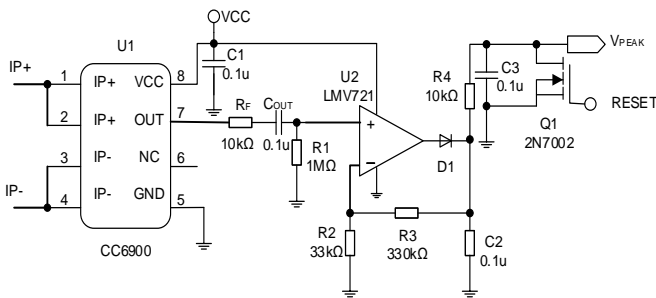 VCC
U1
C1
0.1u
IP+
1
IP+
VCC
8
2
IP+
OUT
7
3
IP-
NC
6
IP-
4
IP-
GND
5
CC6900
RF
10kΩ
COUT
0.1u
R1
1MΩ
U2
LMV721
+
−
D1
R2
33kΩ
R3
330kΩ
C2
0.1u
R4
10kΩ
C3
0.1u
VPEAK
RESET
Q1
2N7002